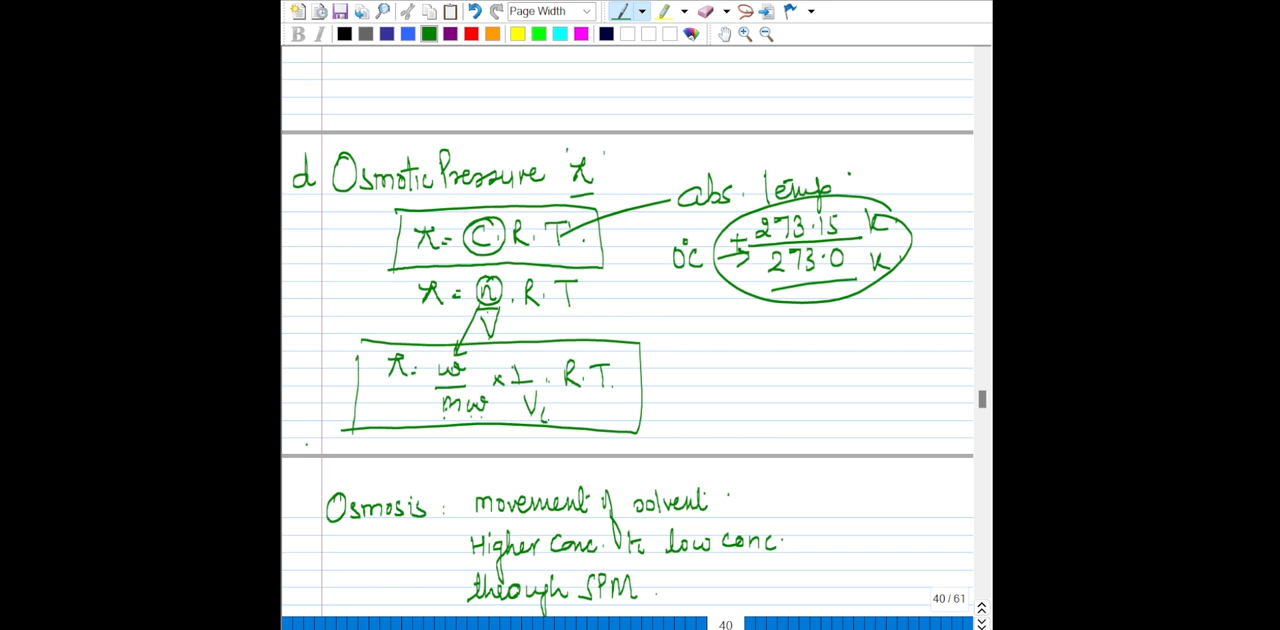 Page Width
B I
d Osmotic Pressure 'π'
π = C. R. T.
abs. Temp.
0°C + 273.15 K
→ 273.0 K
π = n . R. T
V
π = w × 1 . R. T.
mw V L
Osmosis : movement of solvent
Higher conc. to low conc.
through SPM.
40 / 61
40